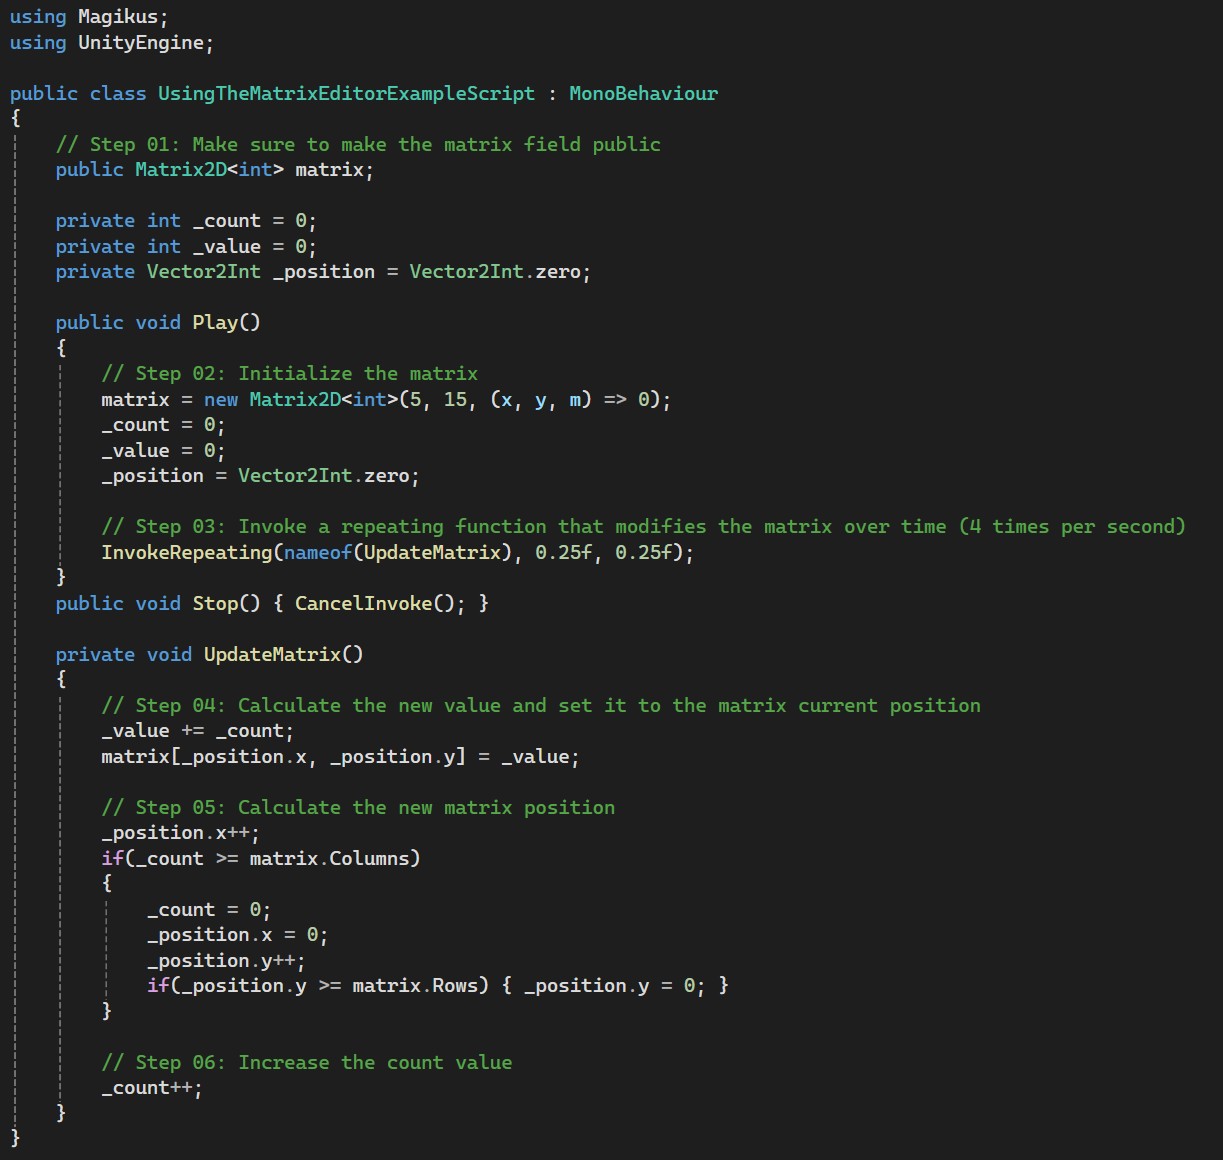 using Magikus;
using UnityEngine;

public class UsingTheMatrixEditorExampleScript : MonoBehaviour
{
    // Step 01: Make sure to make the matrix field public
    public Matrix2D<int> matrix;

    private int _count = 0;
    private int _value = 0;
    private Vector2Int _position = Vector2Int.zero;

    public void Play()
    {
        // Step 02: Initialize the matrix
        matrix = new Matrix2D<int>(5, 15, (x, y, m) => 0);
        _count = 0;
        _value = 0;
        _position = Vector2Int.zero;

        // Step 03: Invoke a repeating function that modifies the matrix over time (4 times per second)
        InvokeRepeating(nameof(UpdateMatrix), 0.25f, 0.25f);
    }
    public void Stop() { CancelInvoke(); }

    private void UpdateMatrix()
    {
        // Step 04: Calculate the new value and set it to the matrix current position
        _value += _count;
        matrix[_position.x, _position.y] = _value;

        // Step 05: Calculate the new matrix position
        _position.x++;
        if(_count >= matrix.Columns)
        {
            _count = 0;
            _position.x = 0;
            _position.y++;
            if(_position.y >= matrix.Rows) { _position.y = 0; }
        }

        // Step 06: Increase the count value
        _count++;
    }
}